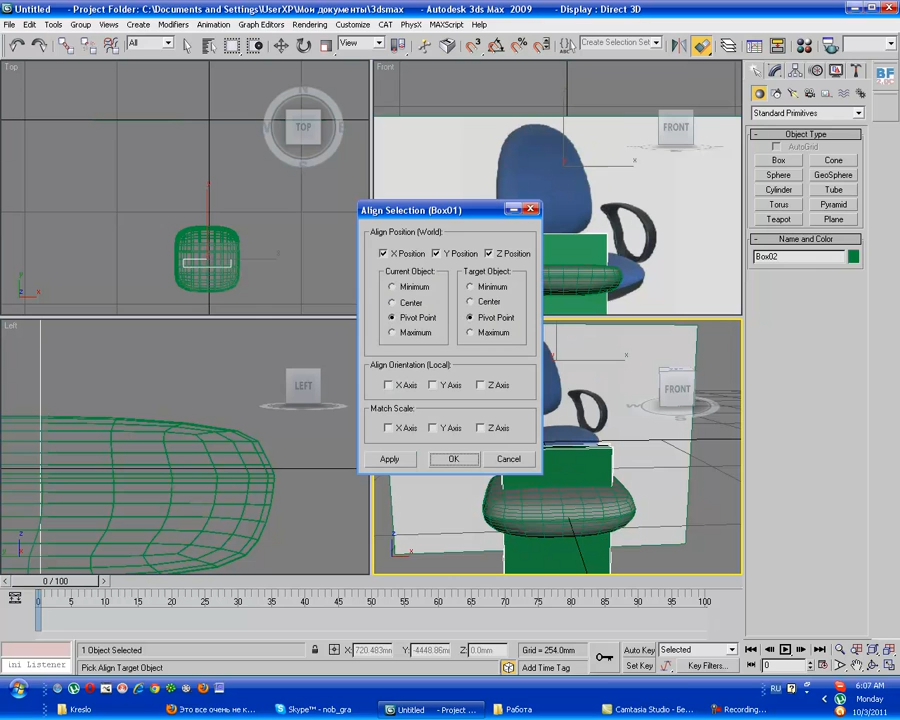 Untitled - Project Folder: C:\Documents and Settings\UserXP\Мои документы\3dsmax - Autodesk 3ds Max 2009 - Display : Direct 3D
File Edit Tools Group Views Create Modifiers Animation Graph Editors Rendering Customize CAT PhysX MAXScript Help
All View Create Selection Set
Top Front
TOP FRONT
Standard Primitives
Object Type
AutoGrid
Box Cone
Sphere GeoSphere
Cylinder Tube
Torus Pyramid
Teapot Plane
Name and Color
Box02
Align Selection (Box01)
Align Position (World):
X Position Y Position Z Position
Current Object: Target Object:
Minimum Minimum
Center Center
Pivot Point Pivot Point
Maximum Maximum
Align Orientation (Local):
X Axis Y Axis Z Axis
Match Scale:
X Axis Y Axis Z Axis
Apply OK Cancel
Left
LEFT FRONT
0 / 100
0 5 10 15 20 25 30 35 40 45 50 55 60 65 70 75 80 85 90 95 100
1 Object Selected X: 720.483mm Y: -4448.86m Z: 0.0mm Grid = 254.0mm Auto Key Selected
ini Listener Pick Align Target Object Add Time Tag Set Key Key Filters... 0
RU 6:07 AM
Monday
10/3/2011
Kreslo Это все очень не к... Skype™ - nob_gra Untitled - Project ... Работа Camtasia Studio - Бе... Recording...